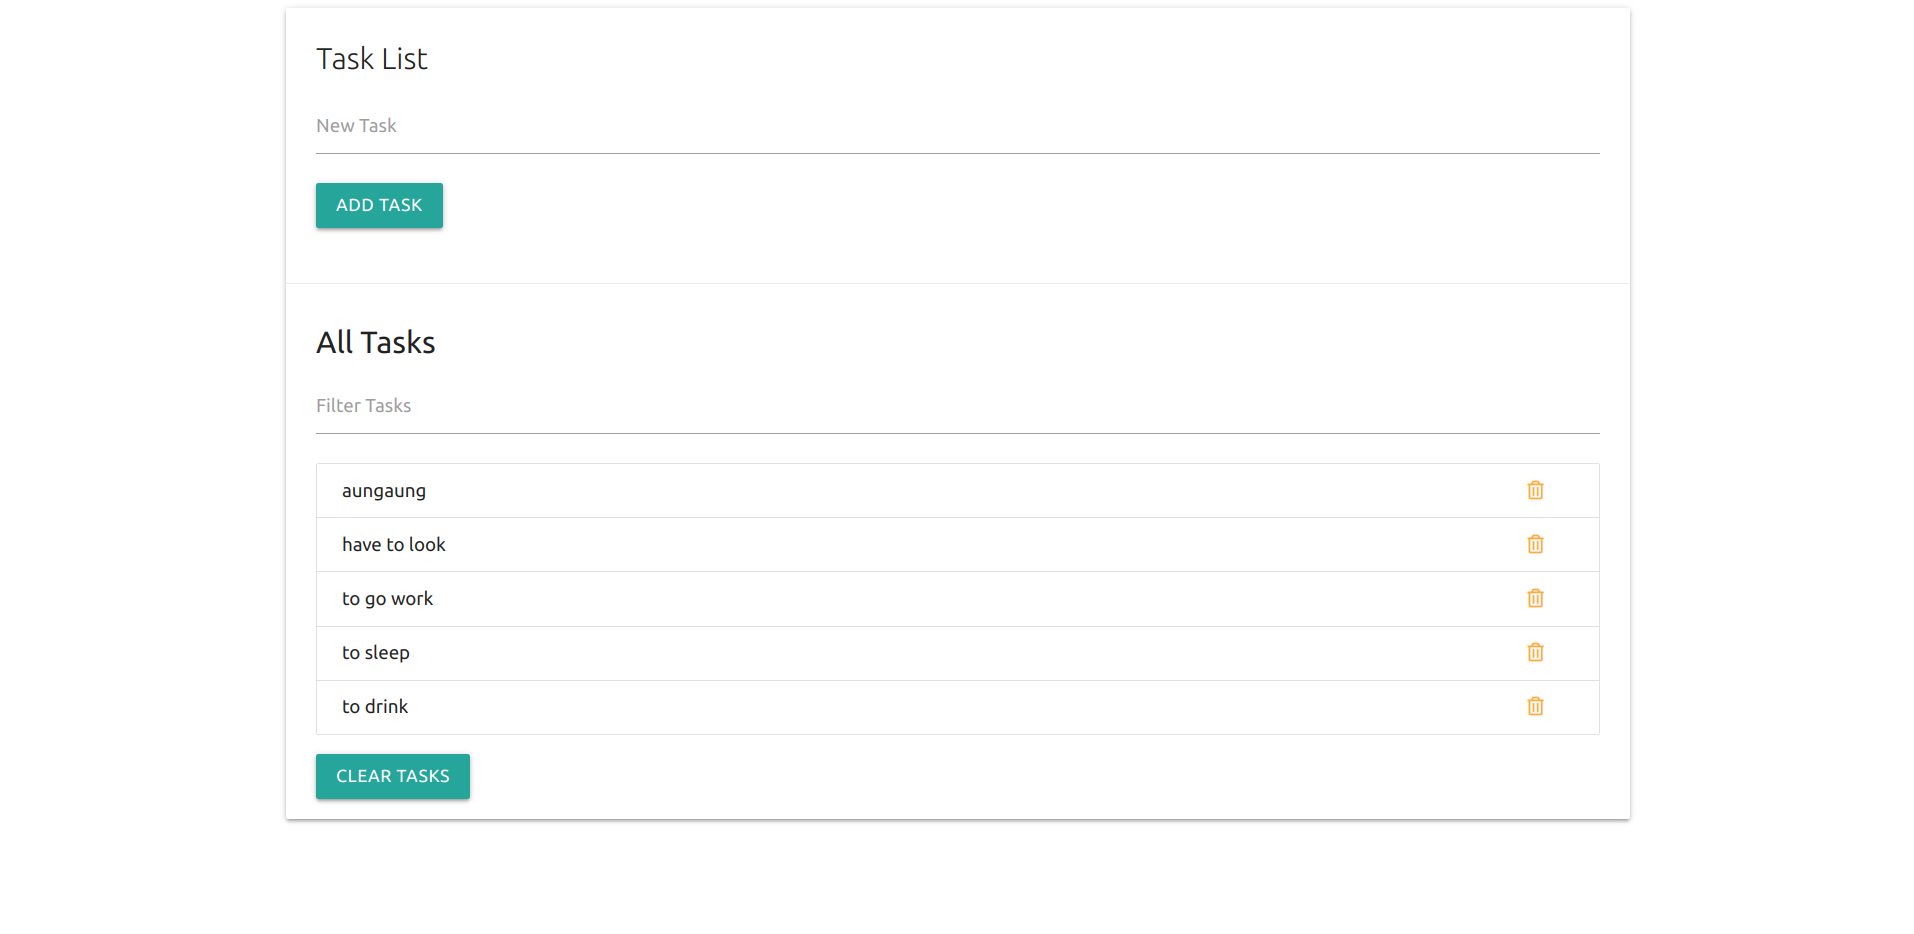 Task List
New Task
ADD TASK
All Tasks
Filter Tasks
aungaung
have to look
to go work
to sleep
to drink
CLEAR TASKS